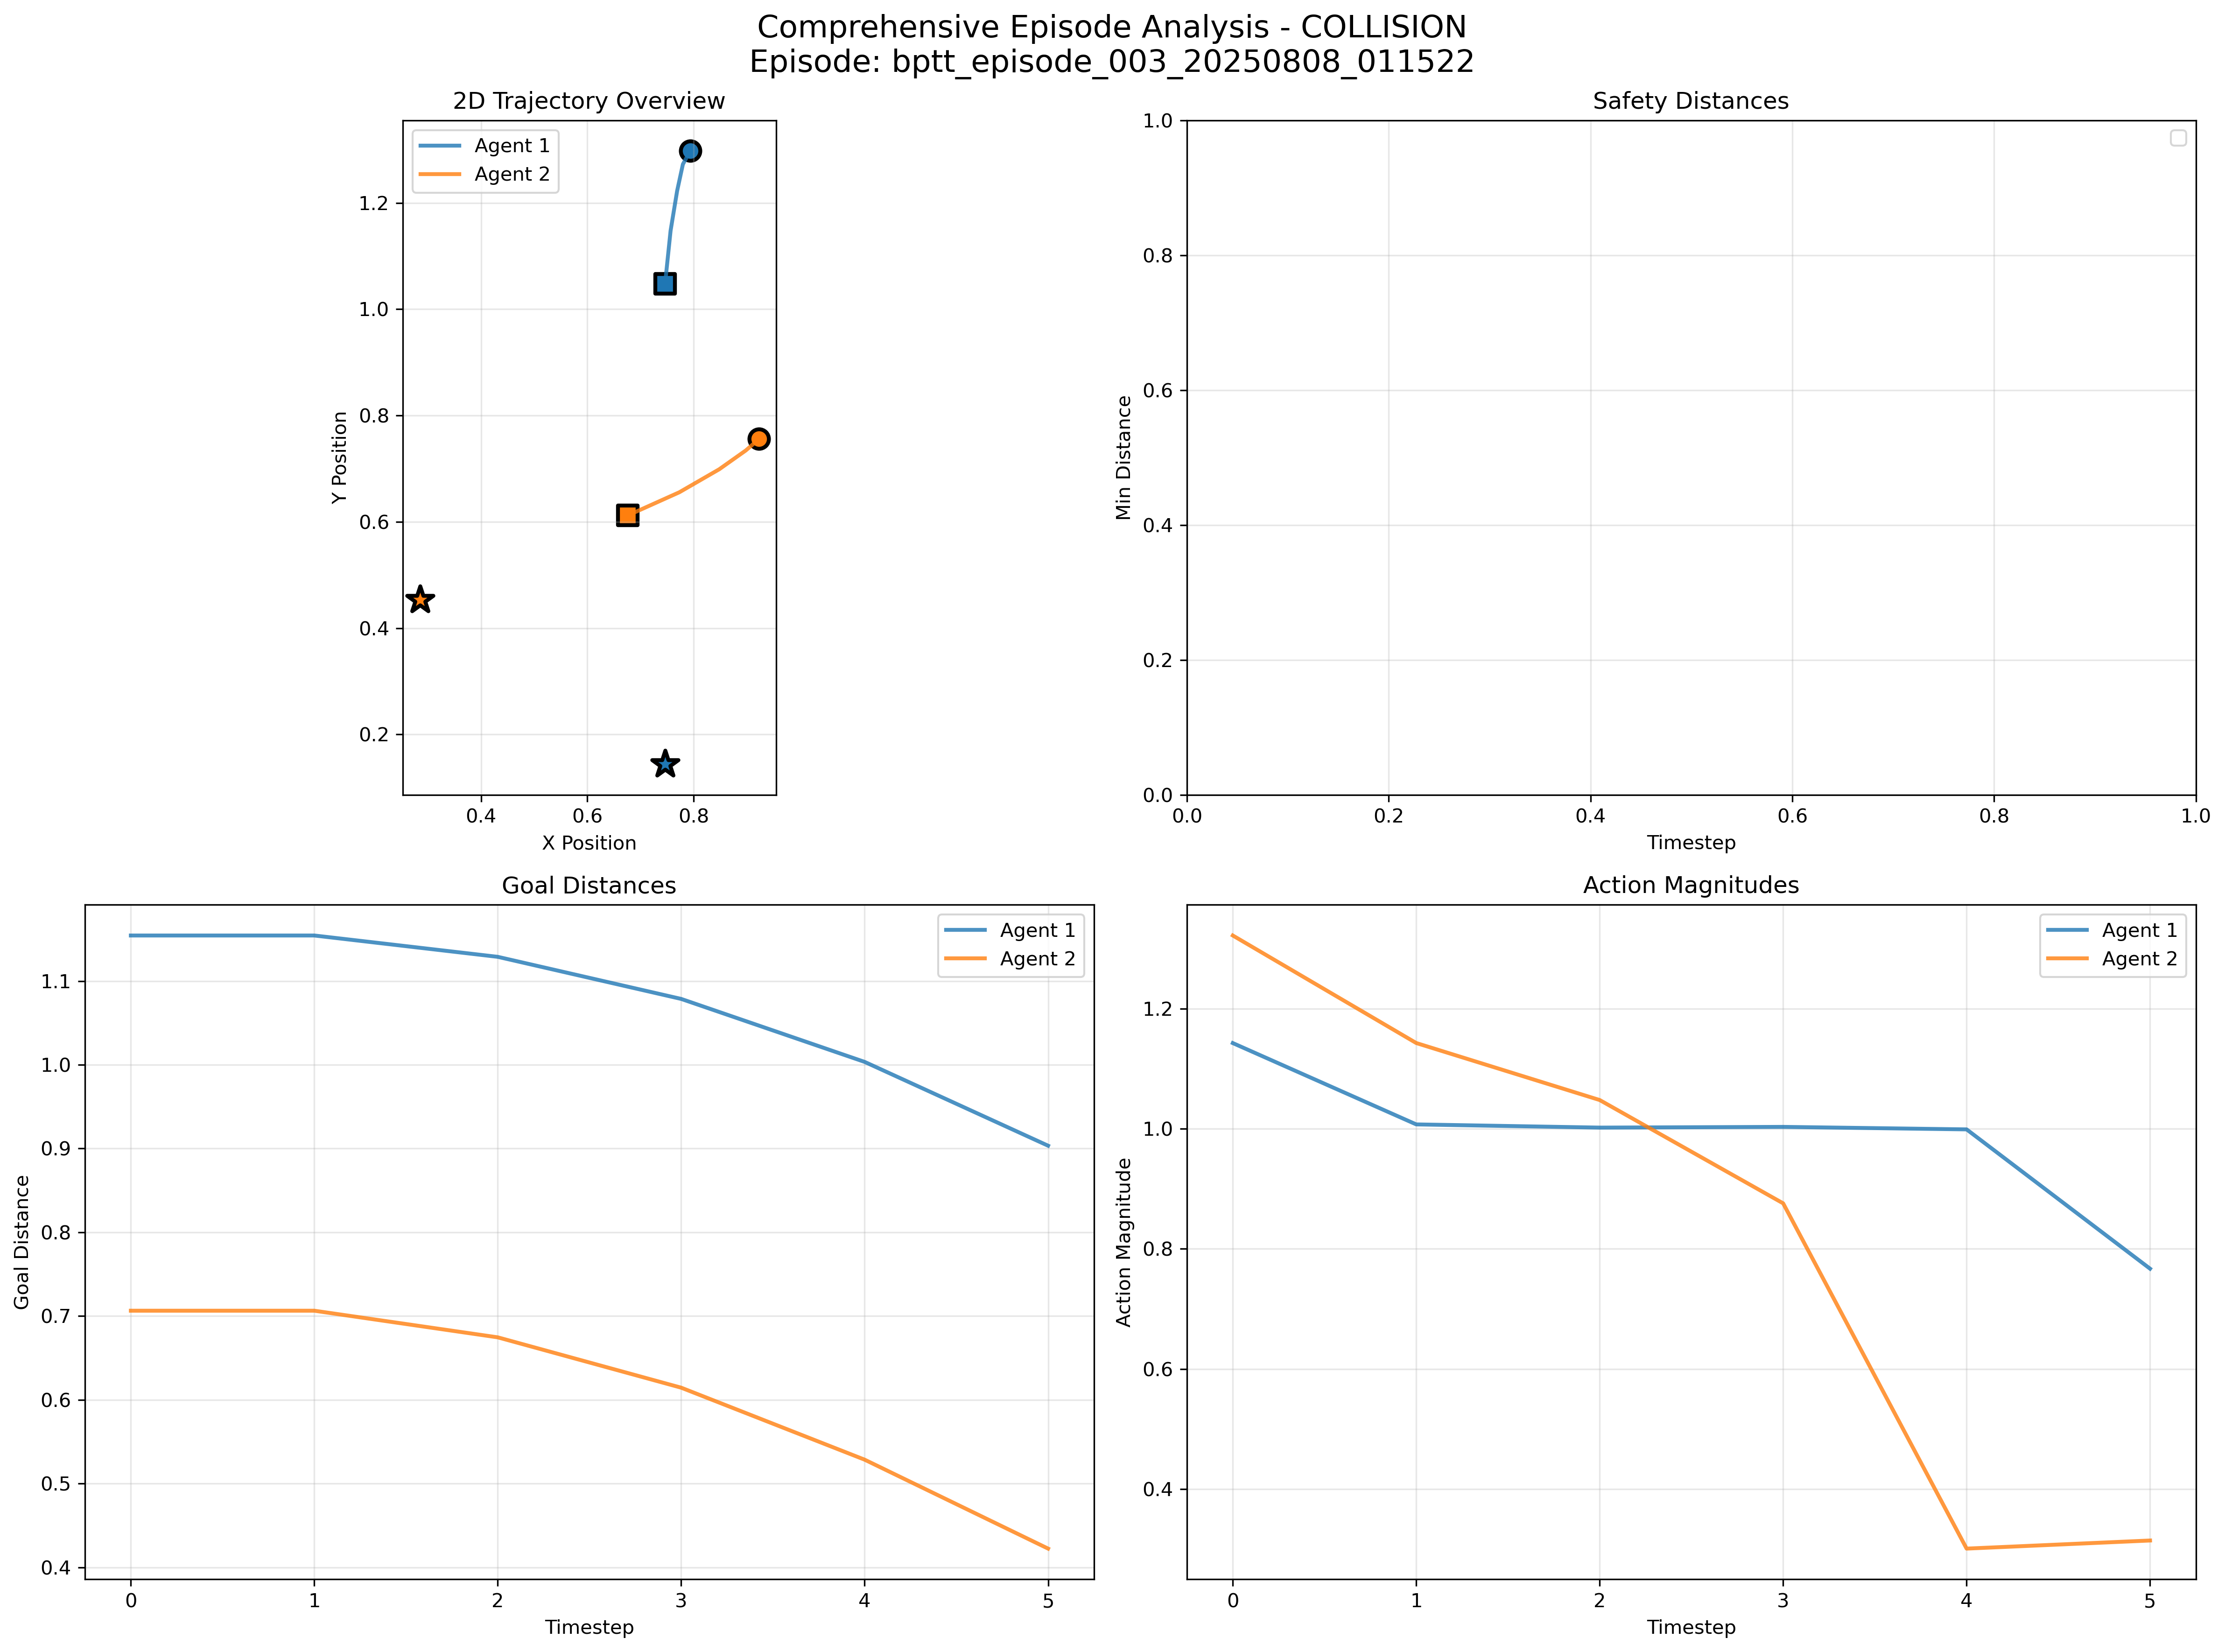 Comprehensive Episode Analysis - COLLISION
Episode: bptt_episode_003_20250808_011522
2D Trajectory Overview
Agent 1
Agent 2
1.2
1.0
0.8
0.6
0.4
0.2
Y Position
0.4 0.6 0.8
X Position
Safety Distances
1.0
0.8
0.6
0.4
0.2
0.0
Min Distance
0.0 0.2 0.4 0.6 0.8 1.0
Timestep
Goal Distances
Agent 1
Agent 2
1.1
1.0
0.9
0.8
0.7
0.6
0.5
0.4
Goal Distance
0 1 2 3 4 5
Timestep
Action Magnitudes
Agent 1
Agent 2
1.2
1.0
0.8
0.6
0.4
Action Magnitude
0 1 2 3 4 5
Timestep